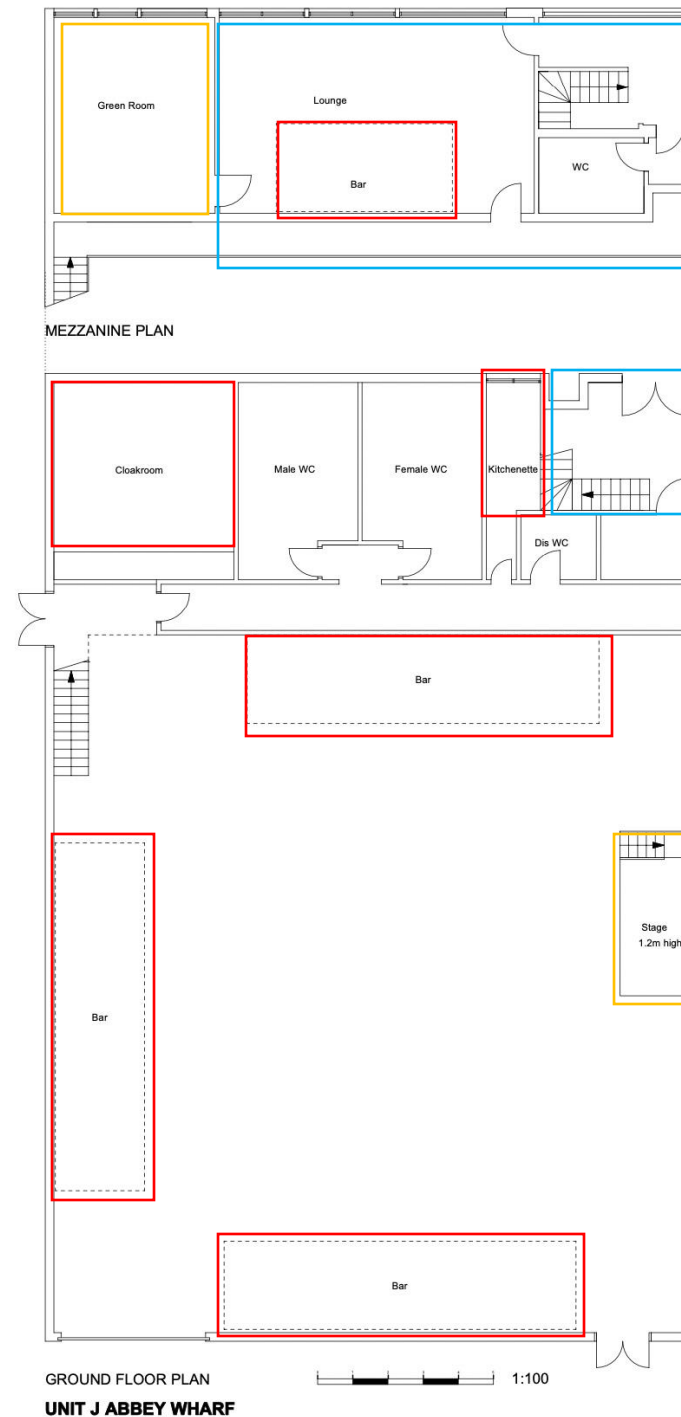 Green Room
Lounge
Bar
WC
MEZZANINE PLAN
Cloakroom
Male WC
Female WC
Kitchenette
Dis WC
Bar
Stage
1.2m high
Bar
Bar
GROUND FLOOR PLAN
1:100
UNIT J ABBEY WHARF